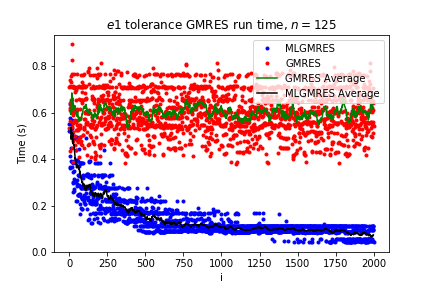 e1 tolerance GMRES run time, n = 125
MLGMRES
GMRES
GMRES Average
MLGMRES Average
Time (s)
0.8
0.6
0.4
0.2
0.0
0 250 500 750 1000 1250 1500 1750 2000
i